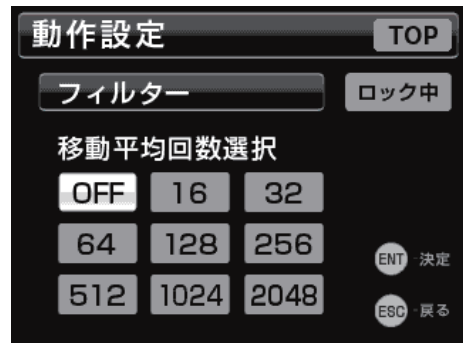 動作設定 TOP
フィルター ロック中
移動平均回数選択
OFF 16 32
64 128 256
ENT 決定
512 1024 2048
ESC 戻る